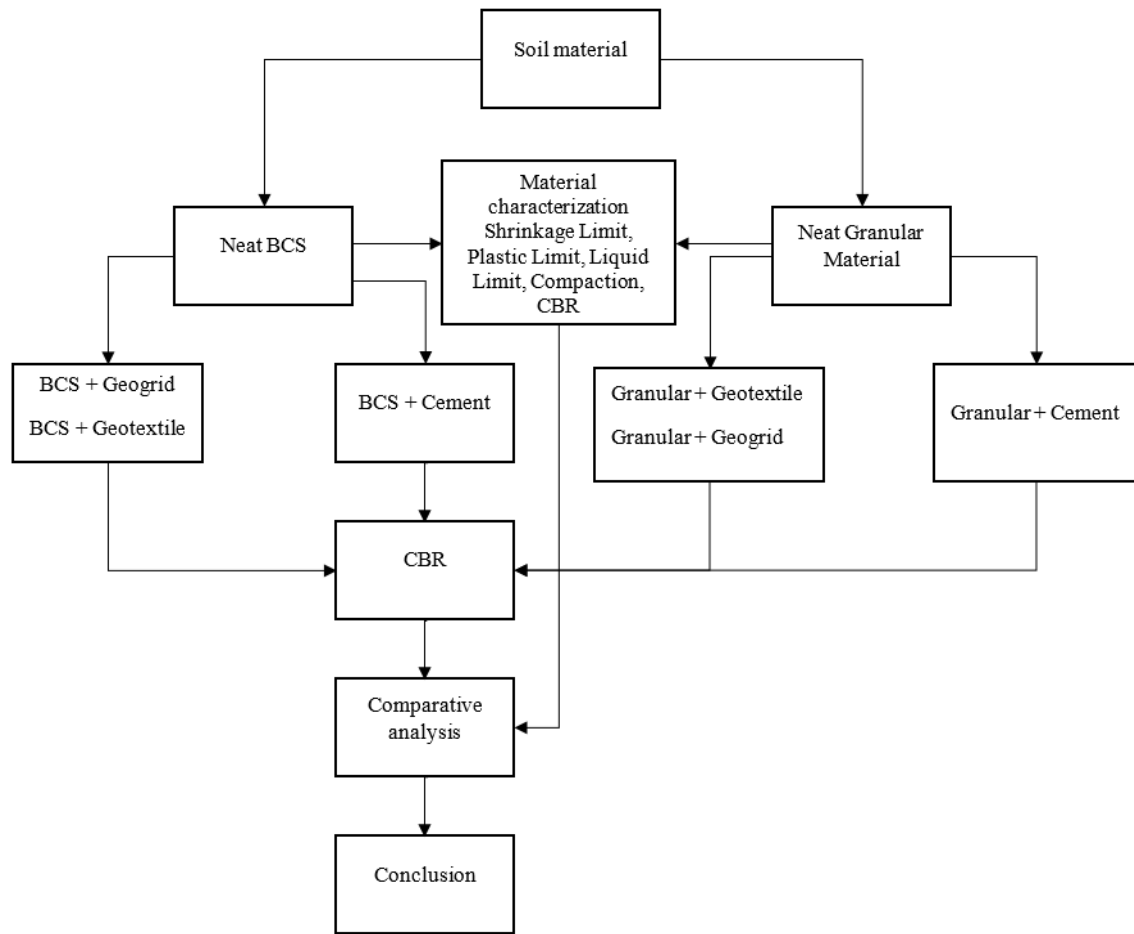 Soil material
Material
characterization
Shrinkage Limit,
Plastic Limit, Liquid
Limit, Compaction,
CBR
Neat BCS
Neat Granular
Material
BCS + Geogrid
BCS + Geotextile
BCS + Cement
Granular + Geotextile
Granular + Geogrid
Granular + Cement
CBR
Comparative
analysis
Conclusion